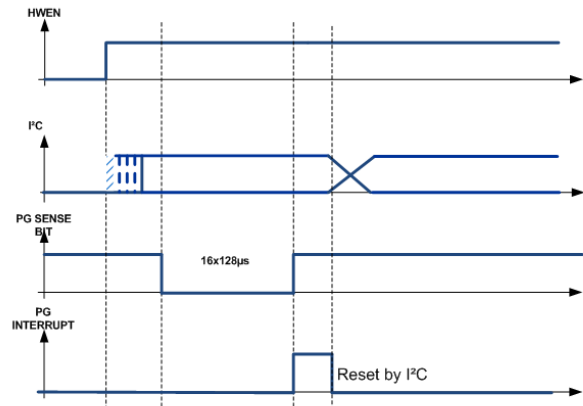 HWEN
I²C
PG SENSE
BIT
16x128µs
PG
INTERRUPT
Reset by I²C